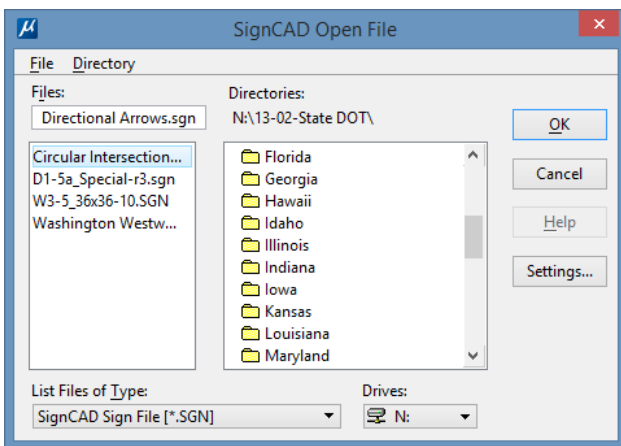 µ SignCAD Open File
File Directory
Files:
Directional Arrows.sgn
Circular Intersection...
D1-5a_Special-r3.sgn
W3-5_36x36-10.SGN
Washington Westw...
Directories:
N:\13-02-State DOT\
Florida
Georgia
Hawaii
Idaho
Illinois
Indiana
Iowa
Kansas
Louisiana
Maryland
OK
Cancel
Help
Settings...
List Files of Type:
SignCAD Sign File [*.SGN]
Drives:
N: